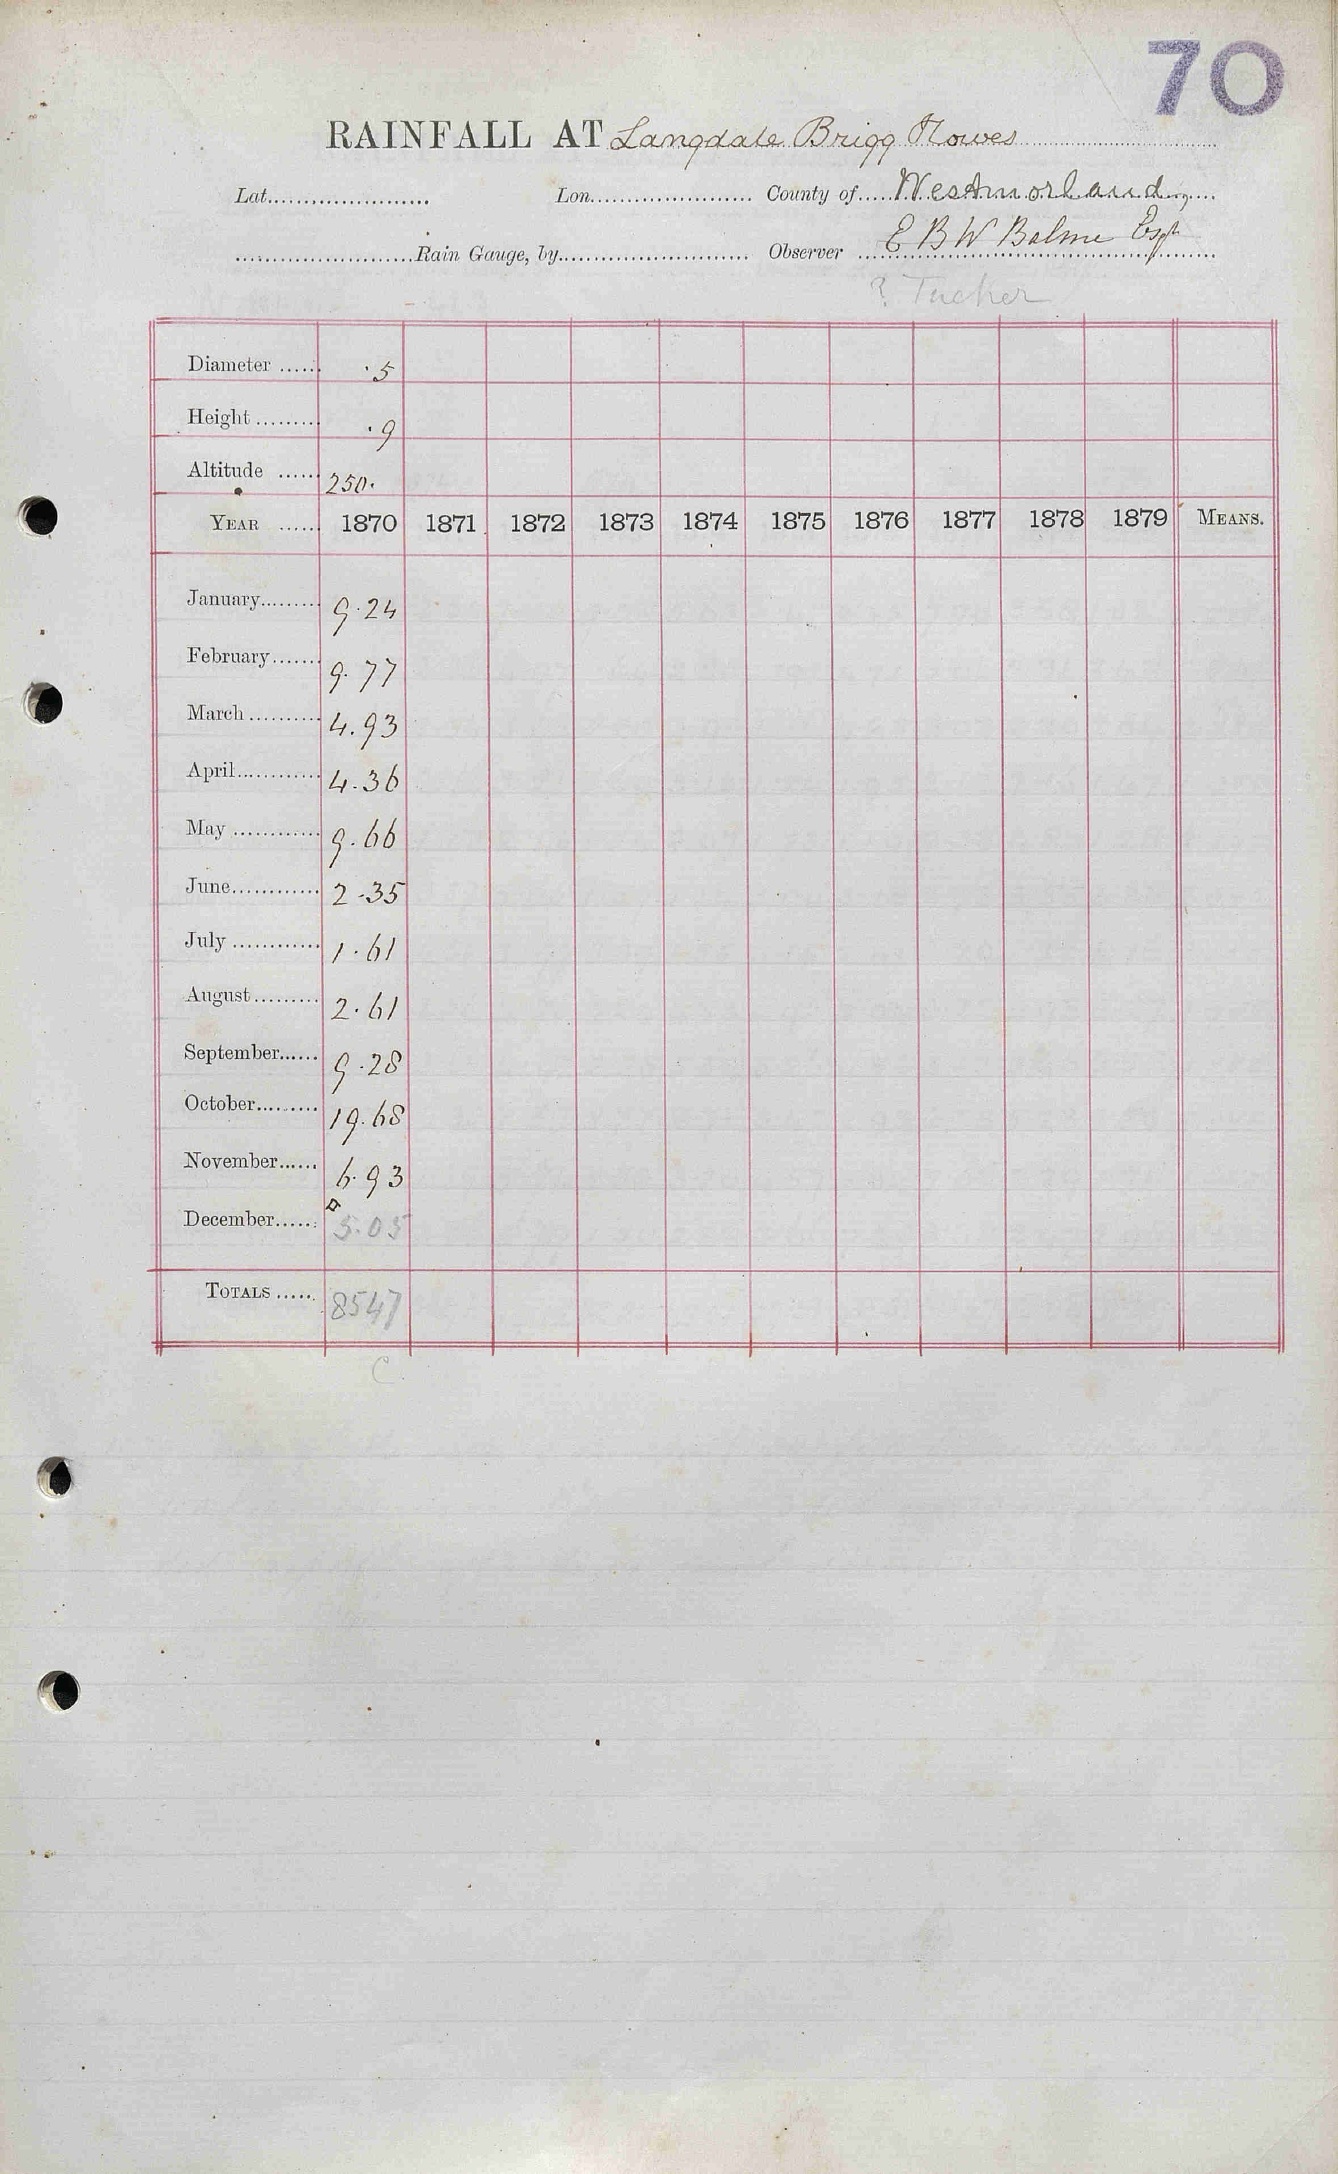 70
RAINFALL AT Langdale Brigg Howes
Lat...................... Lon...................... County of Westmorland
......................Rain Gauge, by...................... Observer E B W Balme Esqr
? Tucker
Diameter ...... .5
Height ......... .9
Altitude ...... 250.
YEAR ...... 1870 1871 1872 1873 1874 1875 1876 1877 1878 1879 MEANS.
January......... 9.24
February....... 9.77
March .......... 4.93
April............ 4.36
May ............ 9.66
June............ 2.35
July ............ 1.61
August......... 2.61
September...... 9.28
October......... 19.68
November...... 6.93
December...... 5.05
TOTALS ...... 8547
C